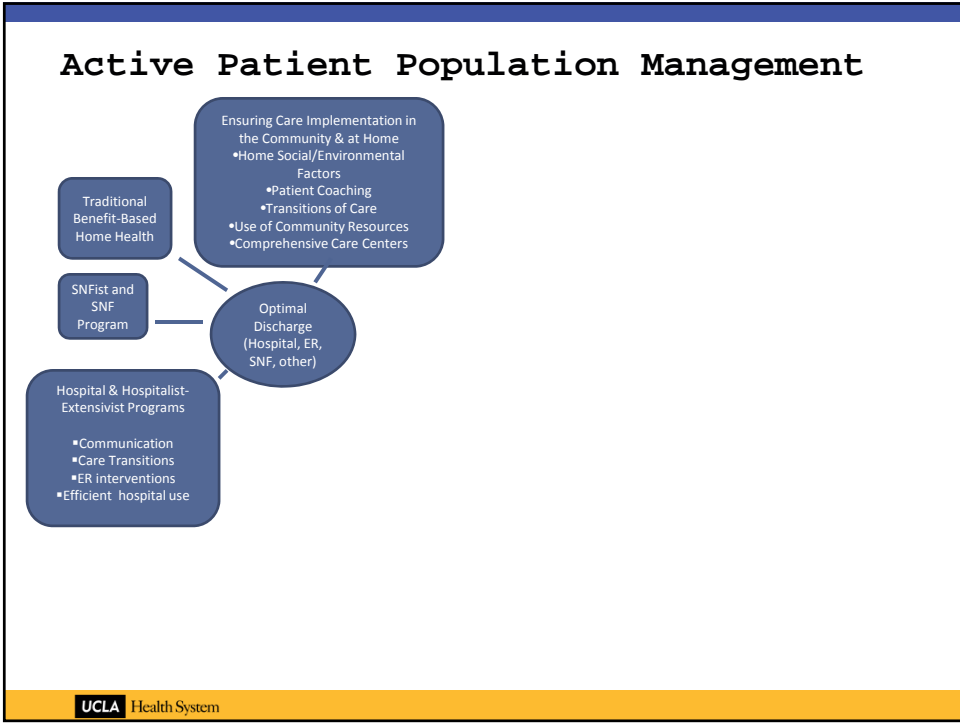 Active Patient Population Management
Ensuring Care Implementation in
the Community & at Home
•Home Social/Environmental
Factors
•Patient Coaching
•Transitions of Care
•Use of Community Resources
•Comprehensive Care Centers
Traditional
Benefit-Based
Home Health
SNFist and
SNF
Program
Optimal
Discharge
(Hospital, ER,
SNF, other)
Hospital & Hospitalist-
Extensivist Programs
▪Communication
▪Care Transitions
▪ER interventions
▪Efficient hospital use
UCLA Health System